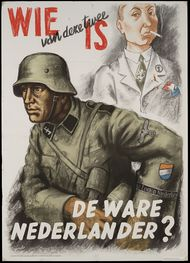 WIE
van deze twee
IS
DE WARE
NEDERLANDER?